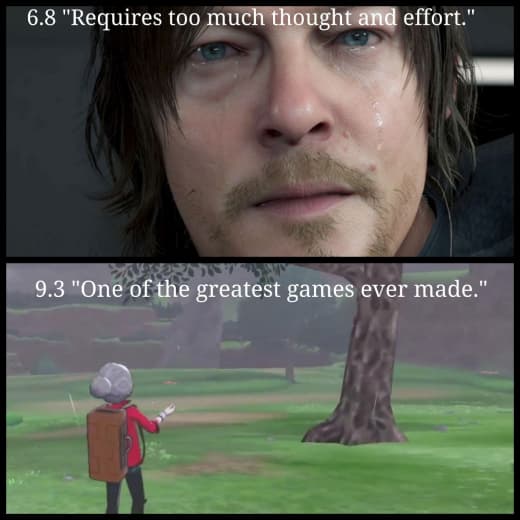 6.8 "Requires too much thought and effort."
9.3 "One of the greatest games ever made."